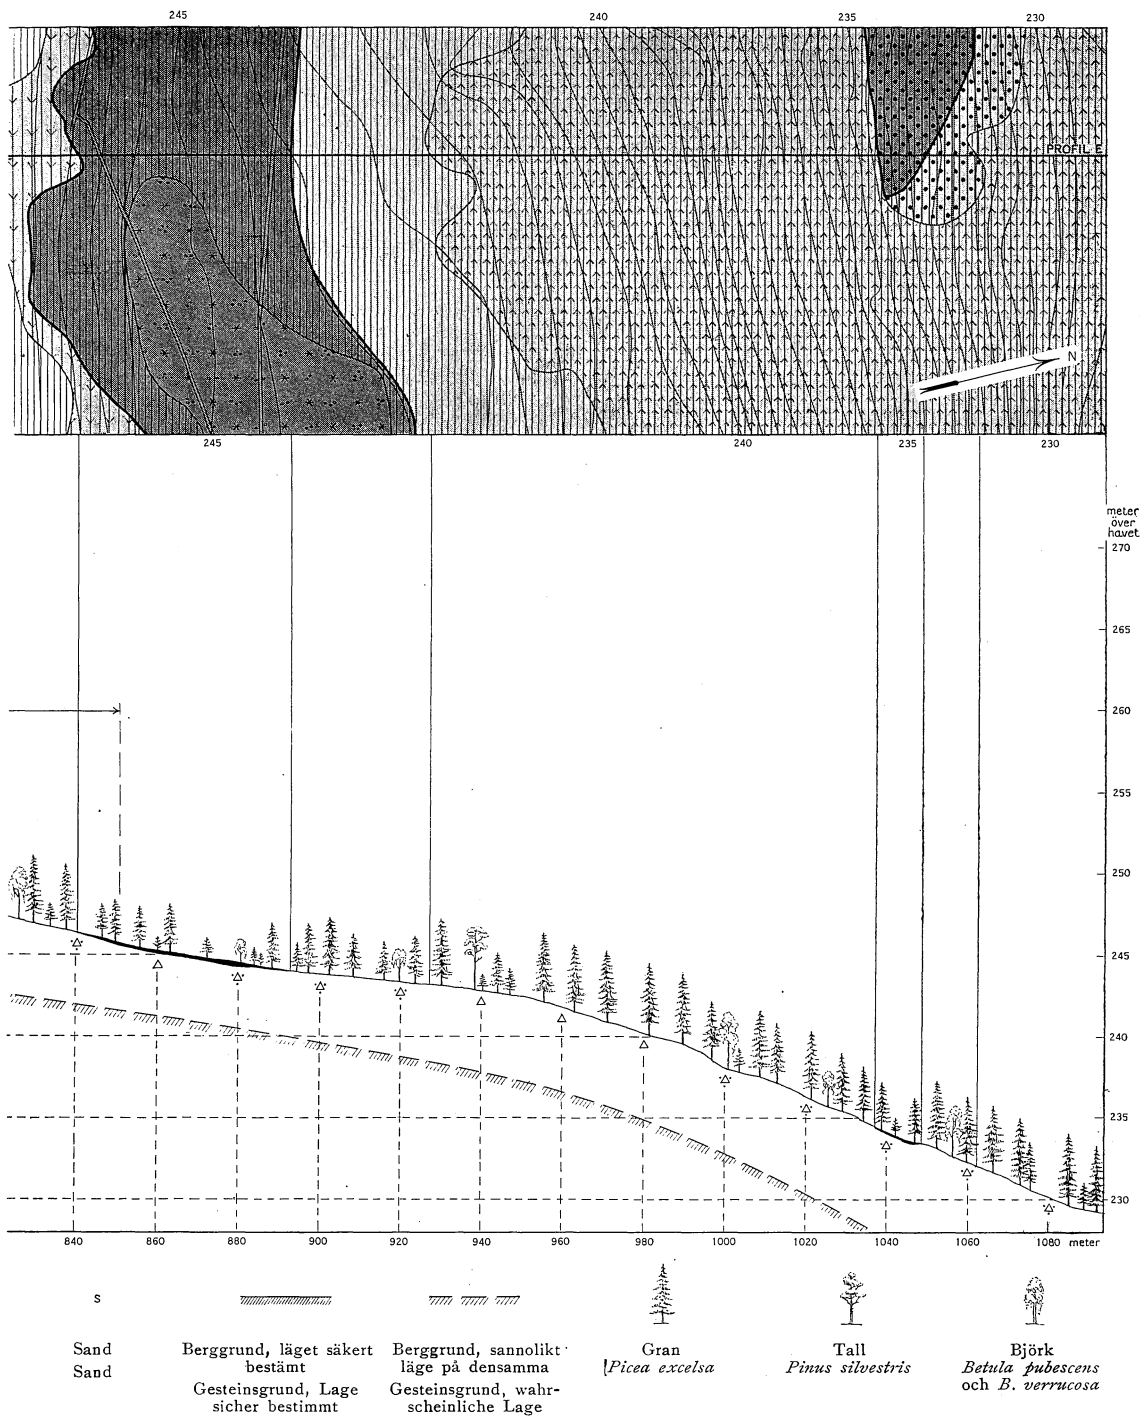 245 240 235 230
PROFIL E
N
245 240 235 230
meter
över
havet
270
265
260
255
250
245
240
235
230
840 860 880 900 920 940 960 980 1000 1020 1040 1060 1080 meter
S
Sand
Sand
Berggrund, läget säkert
bestämt
Gesteinsgrund, Lage
sicher bestimmt
Berggrund, sannolikt
läge på densamma
Gesteinsgrund, wahr-
scheinliche Lage
Gran
Picea excelsa
Tall
Pinus silvestris
Björk
Betula pubescens
och B. verrucosa